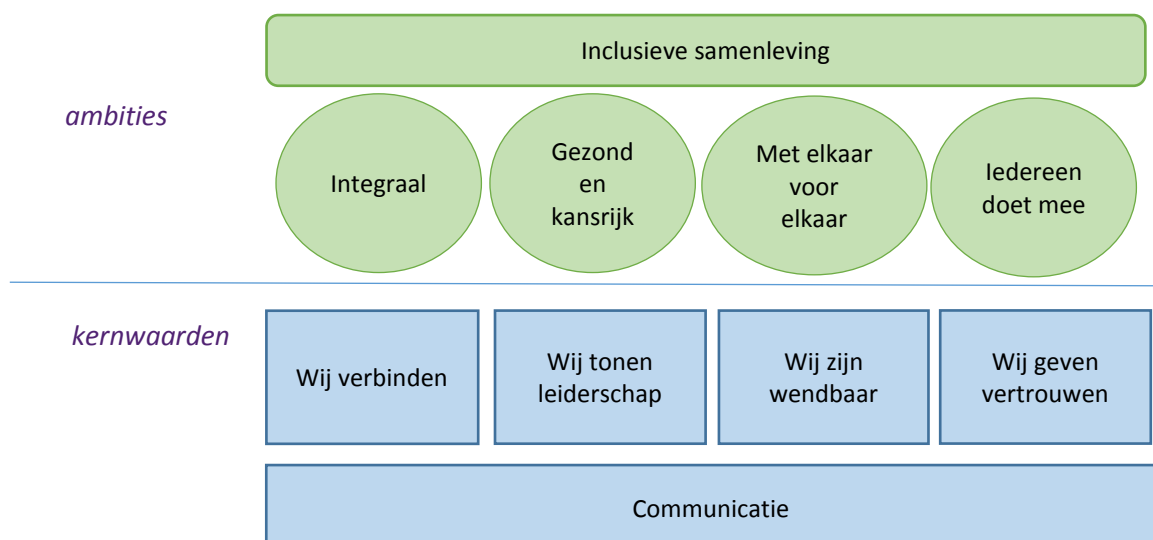 Inclusieve samenleving
ambities
Integraal
Gezond
en
kansrijk
Met elkaar
voor
elkaar
Iedereen
doet mee
kernwaarden
Wij verbinden
Wij tonen
leiderschap
Wij zijn
wendbaar
Wij geven
vertrouwen
Communicatie